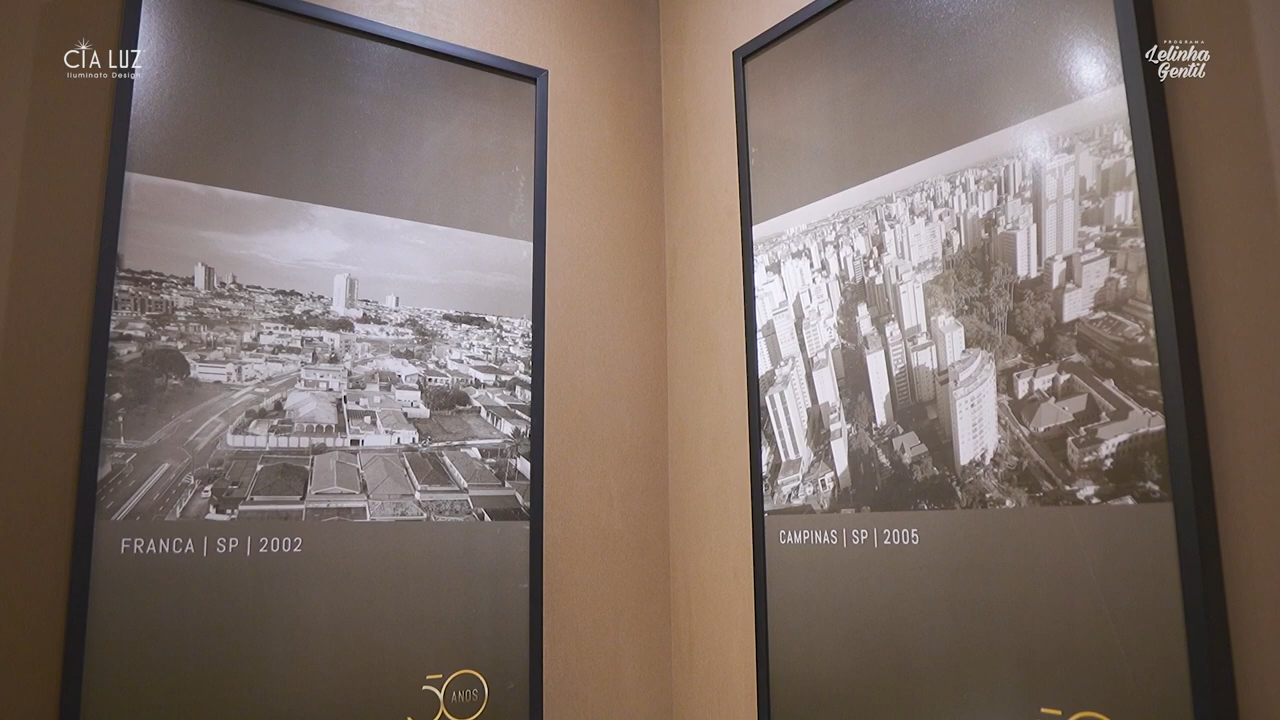 CIA LUZ
Iluminato Design
PROGRAMA
Lelinha
Gentil
FRANCA | SP | 2002
CAMPINAS | SP | 2005
50 ANOS